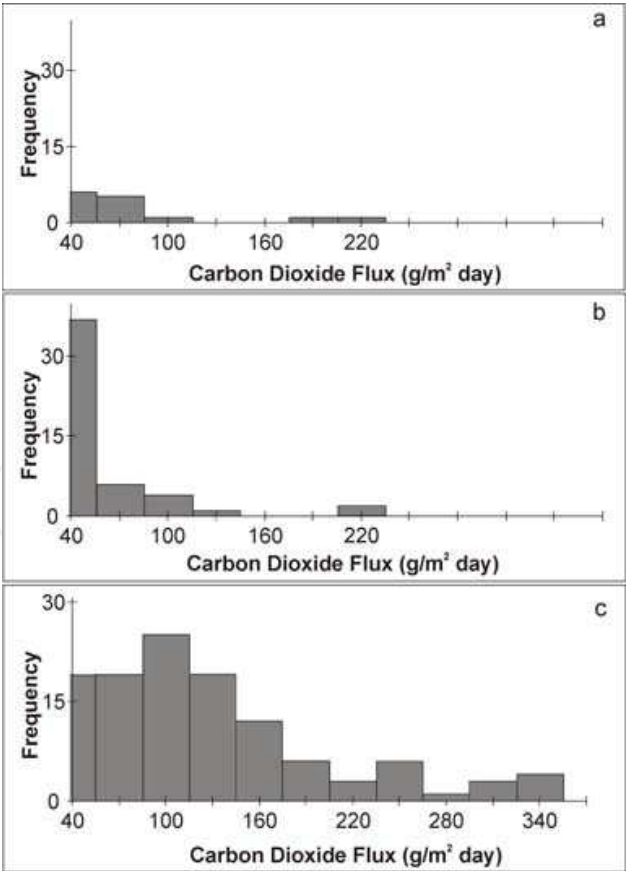 a
Frequency
30
15
0
40 100 160 220
Carbon Dioxide Flux (g/m² day)
b
Frequency
30
15
0
40 100 160 220
Carbon Dioxide Flux (g/m² day)
c
Frequency
30
15
0
40 100 160 220 280 340
Carbon Dioxide Flux (g/m² day)